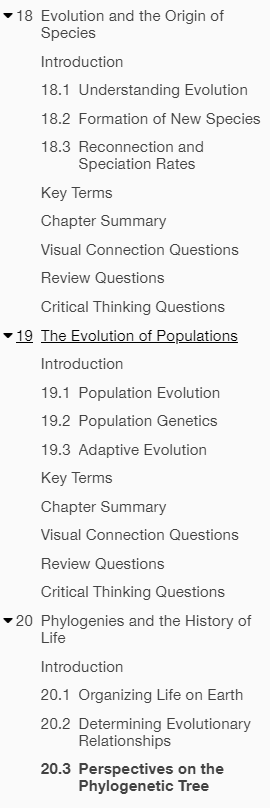 18 Evolution and the Origin of
Species
Introduction
18.1 Understanding Evolution
18.2 Formation of New Species
18.3 Reconnection and
Speciation Rates
Key Terms
Chapter Summary
Visual Connection Questions
Review Questions
Critical Thinking Questions
19 The Evolution of Populations
Introduction
19.1 Population Evolution
19.2 Population Genetics
19.3 Adaptive Evolution
Key Terms
Chapter Summary
Visual Connection Questions
Review Questions
Critical Thinking Questions
20 Phylogenies and the History of
Life
Introduction
20.1 Organizing Life on Earth
20.2 Determining Evolutionary
Relationships
20.3 Perspectives on the
Phylogenetic Tree